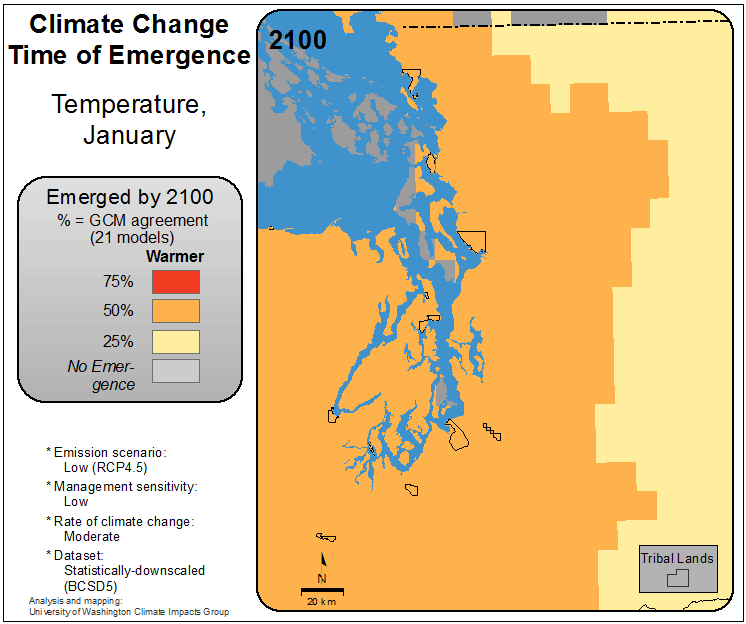 Climate Change
Time of Emergence
Temperature,
January
Emerged by 2100
% = GCM agreement
(21 models)
Warmer
75%
50%
25%
No Emer-
gence
* Emission scenario:
Low (RCP4.5)
* Management sensitivity:
Low
* Rate of climate change:
Moderate
* Dataset:
Statistically-downscaled
(BCSD5)
Analysis and mapping:
University of Washington Climate Impacts Group
2100
N
20 km
Tribal Lands